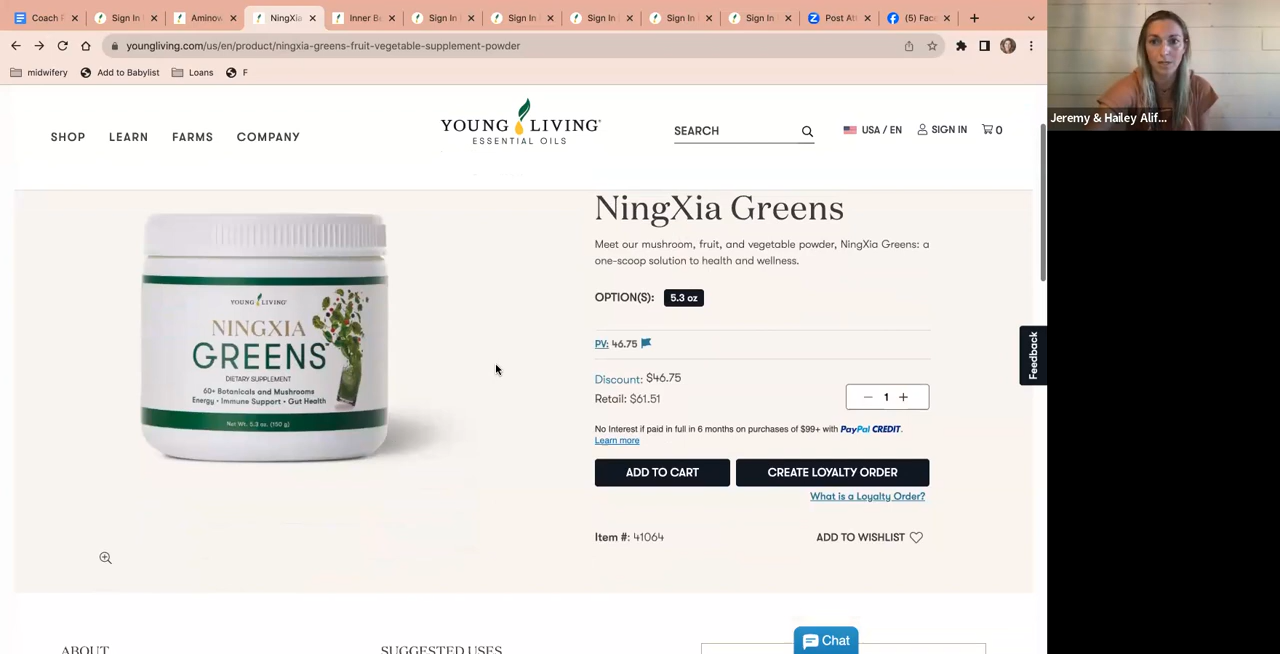 Coach P
Sign In
Aminow
NingXia
Inner Ba
Sign In
Sign In
Sign In
Sign In
Sign In
Post Att
(5) Face
youngliving.com/us/en/product/ningxia-greens-fruit-vegetable-supplement-powder
midwifery
Add to Babylist
Loans
F
SHOP
LEARN
FARMS
COMPANY
YOUNG LIVING
ESSENTIAL OILS
SEARCH
USA / EN
SIGN IN
0
Jeremy & Hailey Alif...
YOUNG LIVING
NINGXIA
GREENS
DIETARY SUPPLEMENT
60+ Botanicals and Mushrooms
Energy • Immune Support • Gut Health
Net Wt. 5.3 oz. (150 g)
NingXia Greens
Meet our mushroom, fruit, and vegetable powder, NingXia Greens: a
one-scoop solution to health and wellness.
OPTION(S): 5.3 oz
PV: 46.75
Discount: $46.75
Retail: $61.51
1
No Interest if paid in full in 6 months on purchases of $99+ with PayPal CREDIT.
Learn more
ADD TO CART
CREATE LOYALTY ORDER
What is a Loyalty Order?
Item #: 41064
ADD TO WISHLIST
Feedback
Chat
ABOUT
SUGGESTED USES